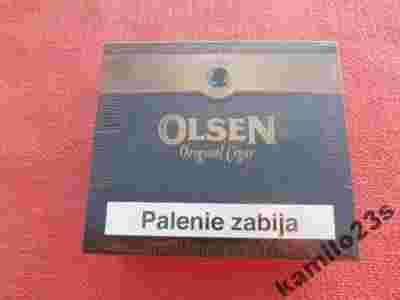 OLSEN
Original Cigar
Palenie zabija
kamilo23s